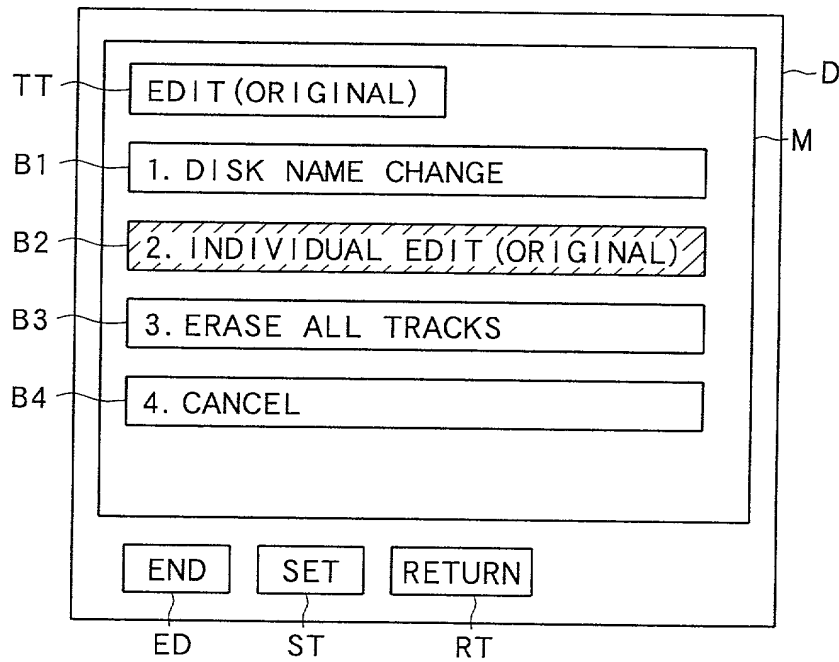 TT EDIT(ORIGINAL) D
M
B1 1. DISK NAME CHANGE
B2 2. INDIVIDUAL EDIT(ORIGINAL)
B3 3. ERASE ALL TRACKS
B4 4. CANCEL
END SET RETURN
ED ST RT